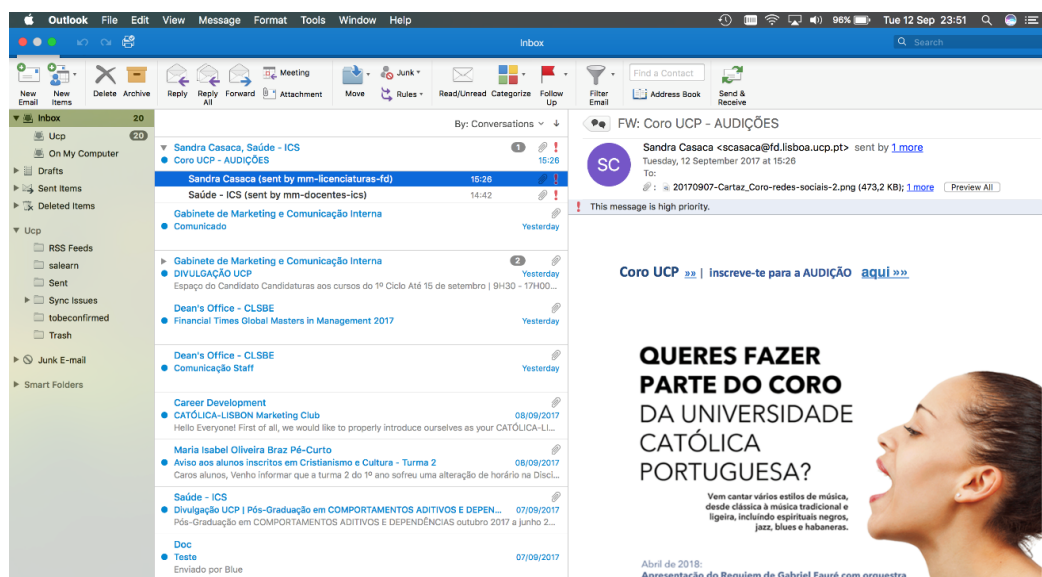 Outlook File Edit View Message Format Tools Window Help 96% Tue 12 Sep 23:51
Inbox
Search
New Email
New Items
Delete
Archive
Reply
Reply All
Forward
Meeting
Attachment
Move
Junk
Rules
Read/Unread
Categorize
Follow Up
Filter Email
Find a Contact
Address Book
Send & Receive
Inbox 20
Ucp 20
On My Computer
Drafts
Sent Items
Deleted Items
Ucp
RSS Feeds
salearn
Sent
Sync Issues
tobeconfirmed
Trash
Junk E-mail
Smart Folders
By: Conversations
Sandra Casaca, Saúde - ICS 1
Coro UCP - AUDIÇÕES 15:26
Sandra Casaca (sent by mm-licenciaturas-fd) 15:26
Saúde - ICS (sent by mm-docentes-ics) 14:42
Gabinete de Marketing e Comunicação Interna
Comunicado Yesterday
Gabinete de Marketing e Comunicação Interna 2
DIVULGAÇÃO UCP Yesterday
Espaço do Candidato Candidaturas aos cursos do 1º Ciclo Até 15 de setembro | 9H30 - 17H00...
Dean's Office - CLSBE
Financial Times Global Masters in Management 2017 Yesterday
Dean's Office - CLSBE
Comunicação Staff Yesterday
Career Development
CATÓLICA-LISBON Marketing Club 08/09/2017
Hello Everyone! First of all, we would like to properly introduce ourselves as your CATÓLICA-LI...
Maria Isabel Oliveira Braz Pé-Curto
Aviso aos alunos inscritos em Cristianismo e Cultura - Turma 2 08/09/2017
Caros alunos, Venho informar que a turma 2 do 1º ano sofreu uma alteração de horário na Disci...
Saúde - ICS
Divulgação UCP | Pós-Graduação em COMPORTAMENTOS ADITIVOS E DEPEN... 07/09/2017
Pós-Graduação em COMPORTAMENTOS ADITIVOS E DEPENDÊNCIAS outubro 2017 a junho 2...
Doc
Teste 07/09/2017
Enviado por Blue
FW: Coro UCP - AUDIÇÕES
SC
Sandra Casaca <scasaca@fd.lisboa.ucp.pt> sent by 1 more
Tuesday, 12 September 2017 at 15:26
To:
20170907-Cartaz_Coro-redes-sociais-2.png (473,2 KB); 1 more Preview All
This message is high priority.
Coro UCP »» | inscreve-te para a AUDIÇÃO aqui »»
QUERES FAZER
PARTE DO CORO
DA UNIVERSIDADE
CATÓLICA
PORTUGUESA?
Vem cantar vários estilos de música,
desde clássica à música tradicional e
ligeira, incluíndo espirituais negros,
jazz, blues e habaneras.
Abril de 2018:
Apresentação do Requiem de Gabriel Fauré com orquestra